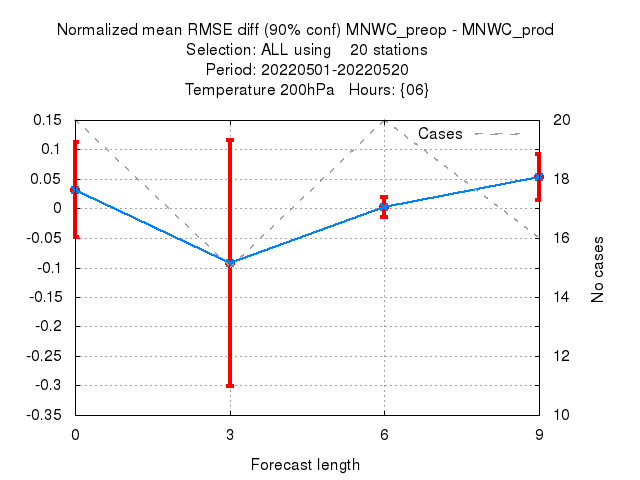 Normalized mean RMSE diff (90% conf) MNWC_preop - MNWC_prod
Selection: ALL using    20 stations
Period: 20220501-20220520
Temperature 200hPa   Hours: {06}
Cases
0.15
0.1
0.05
0
-0.05
-0.1
-0.15
-0.2
-0.25
-0.3
-0.35
20
18
16
14
12
10
No cases
0 3 6 9
Forecast length